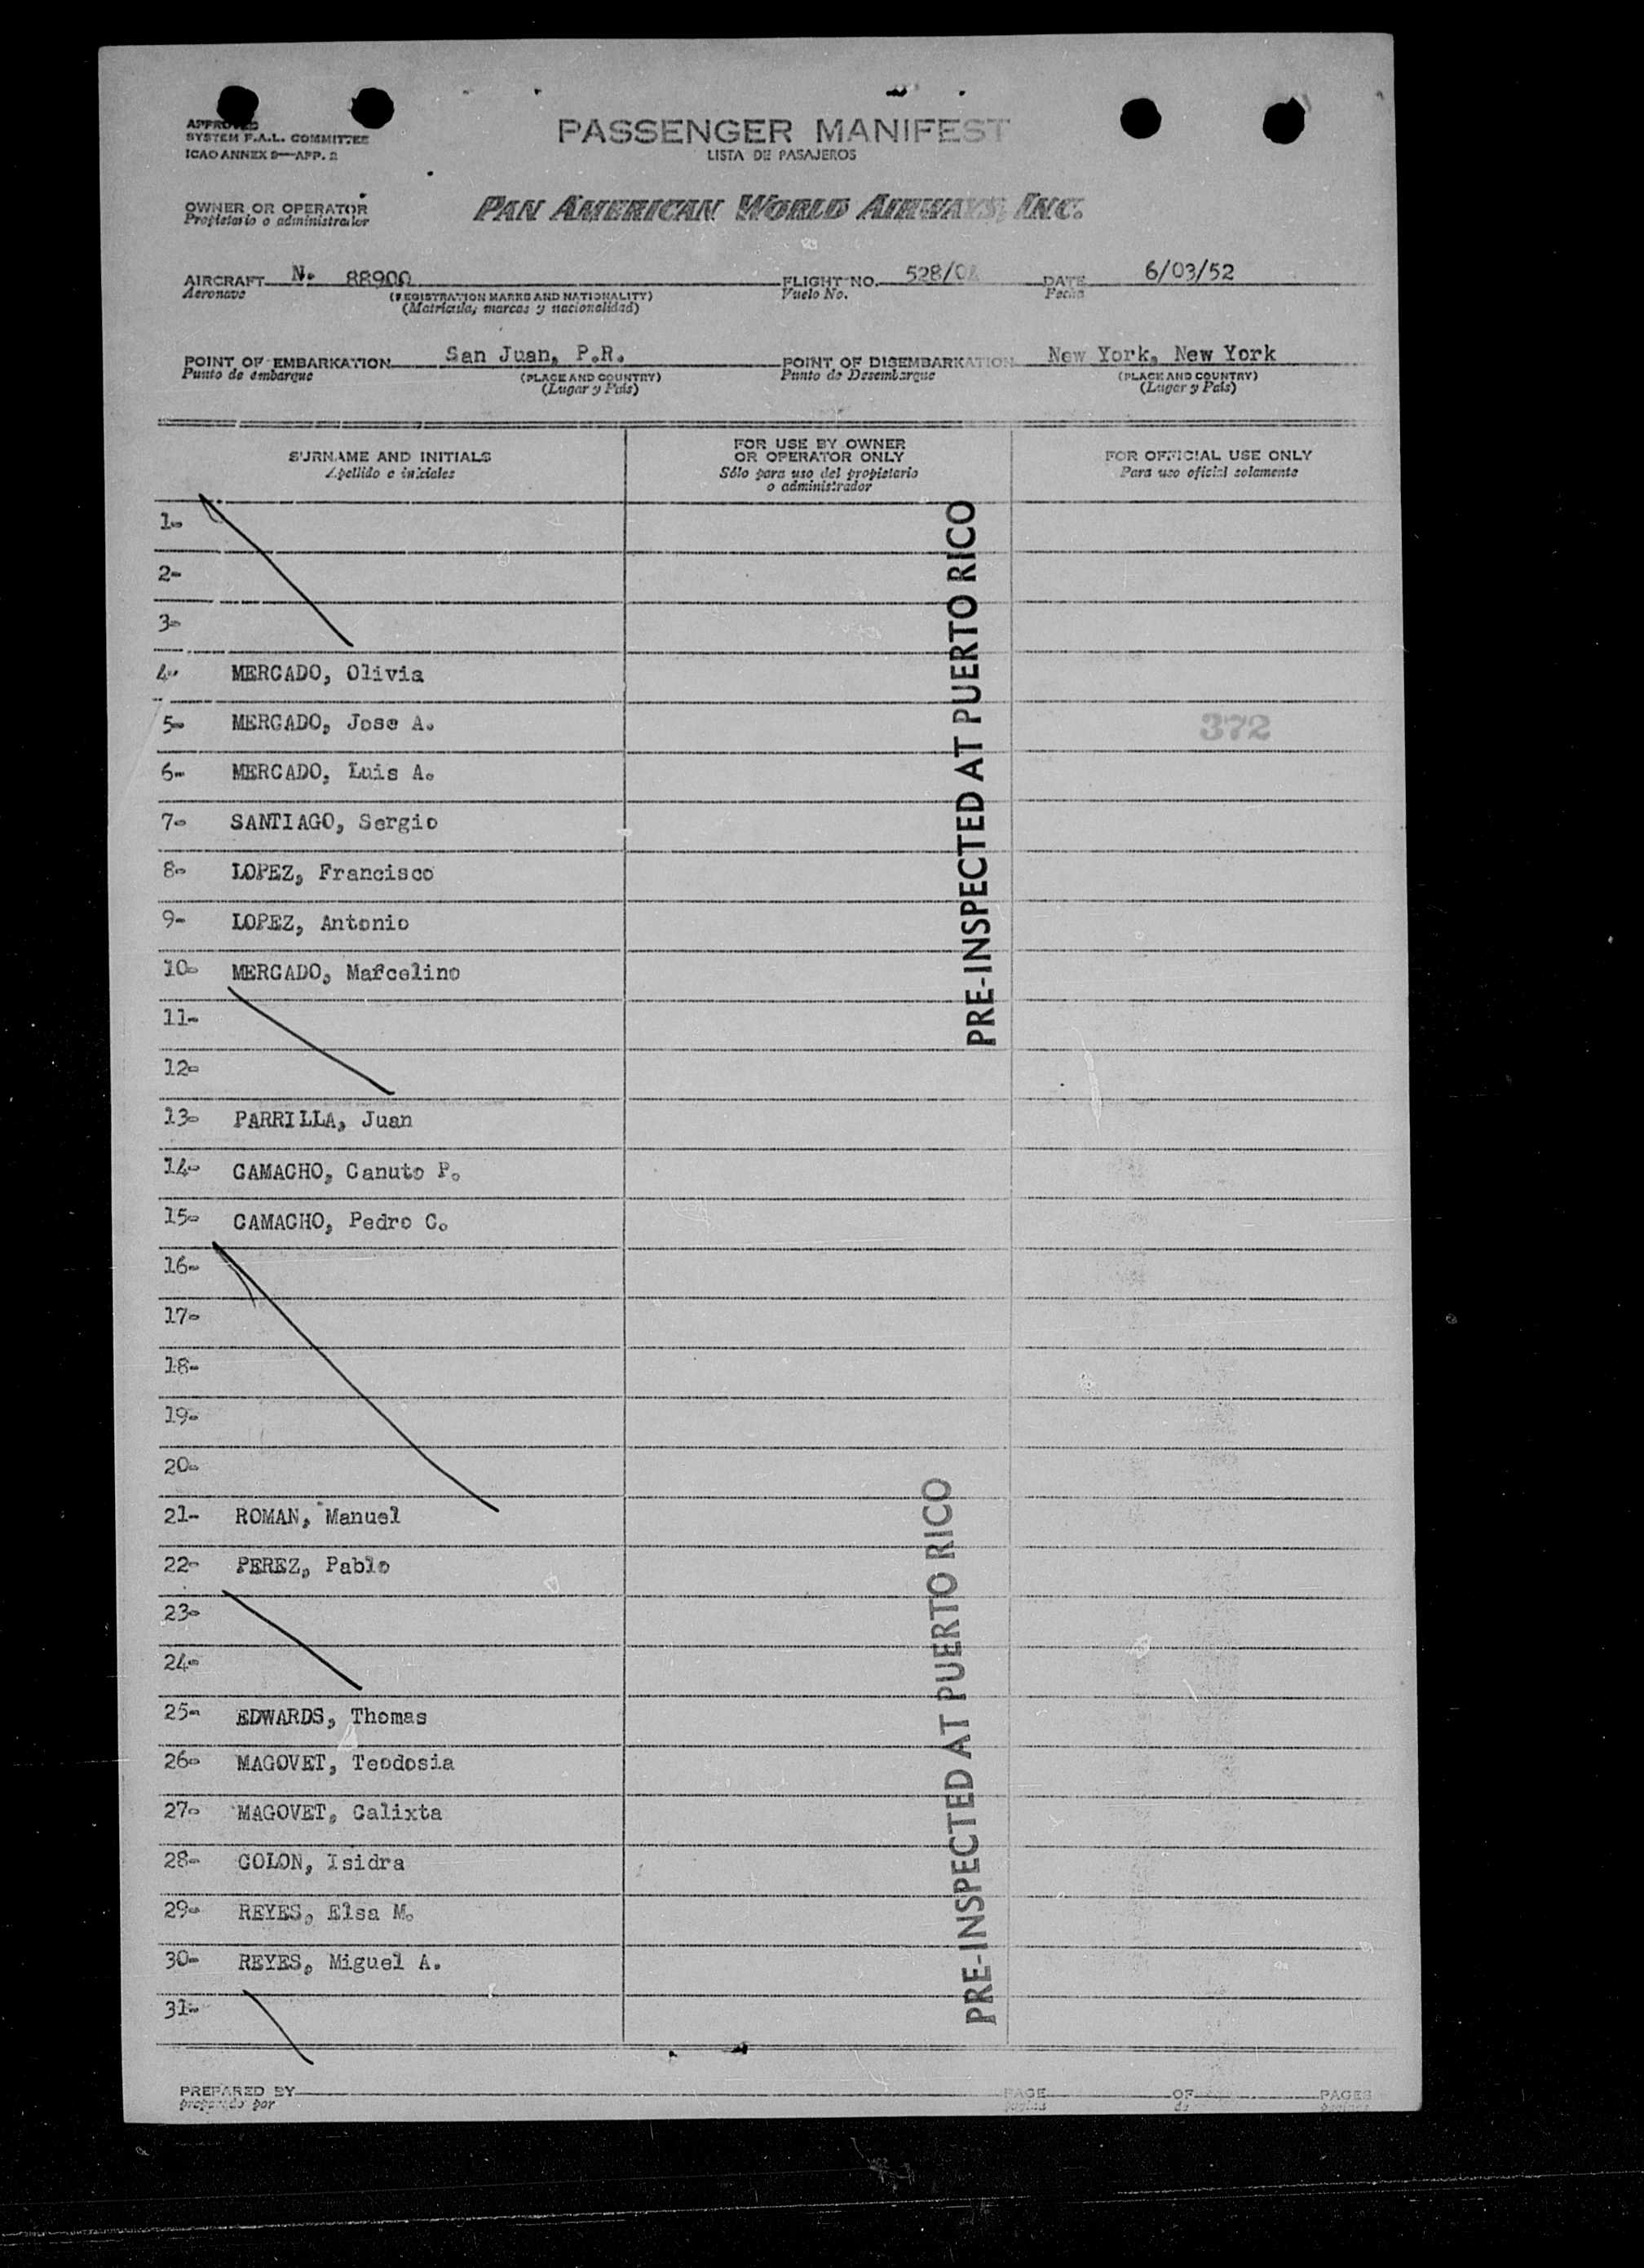 APPROVED
SYSTEM F.A.L. COMMITTEE
ICAO ANNEX 9—APP. 2
PASSENGER MANIFEST
LISTA DE PASAJEROS
OWNER OR OPERATOR
Propietario o administrador
PAN AMERICAN WORLD AIRWAYS, INC.
AIRCRAFT N. 88900
Aeronave
(REGISTRATION MARKS AND NATIONALITY)
(Matricula, marcas y nacionalidad)
FLIGHT NO. 528/
Vuelo No.
DATE 6/03/52
Fecha
POINT OF EMBARKATION San Juan, P.R.
Punto de embarque
(PLACE AND COUNTRY)
(Lugar y País)
POINT OF DISEMBARKATION New York, New York
Punto de Desembarque
(PLACE AND COUNTRY)
(Lugar y País)
SURNAME AND INITIALS
Apellido e iniciales
FOR USE BY OWNER
OR OPERATOR ONLY
Sólo para uso del propietario
o administrador
FOR OFFICIAL USE ONLY
Para uso oficial solamente
1-
2-
3-
4- MERCADO, Olivia
5- MERCADO, Jose A.
372
6- MERCADO, Luis A.
7- SANTIAGO, Sergio
8- LOPEZ, Francisco
9- LOPEZ, Antonio
10- MERCADO, Marcelino
11-
12-
13- PARRILLA, Juan
14- CAMACHO, Canuto P.
15- CAMACHO, Pedro C.
16-
17-
18-
19-
20-
21- ROMAN, Manuel
22- PEREZ, Pablo
23-
24-
25- EDWARDS, Thomas
26- MAGOVET, Teodosia
27- MAGOVET, Calixta
28- COLON, Isidra
29- REYES, Elsa M.
30- REYES, Miguel A.
31-
PRE-INSPECTED AT PUERTO RICO
PRE-INSPECTED AT PUERTO RICO
PREPARED BY
preparado por
PAGE OF PAGES
página de páginas